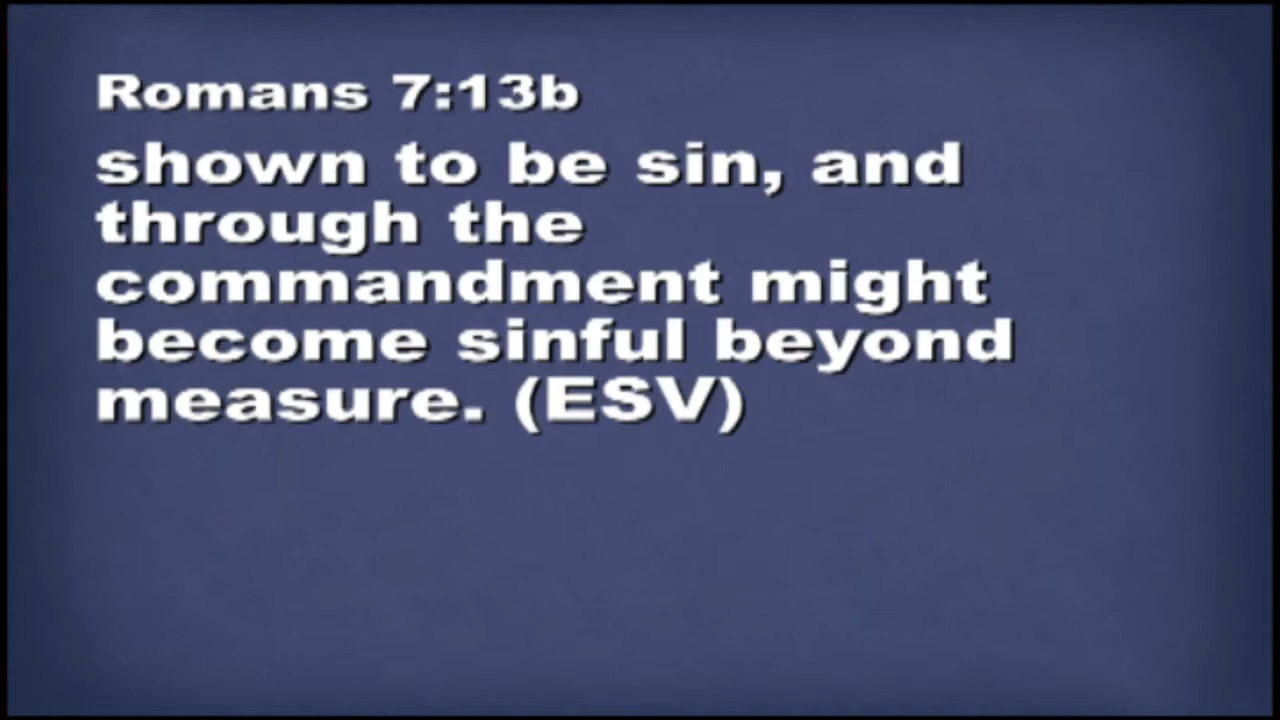 Romans 7:13b
shown to be sin, and
through the
commandment might
become sinful beyond
measure. (ESV)